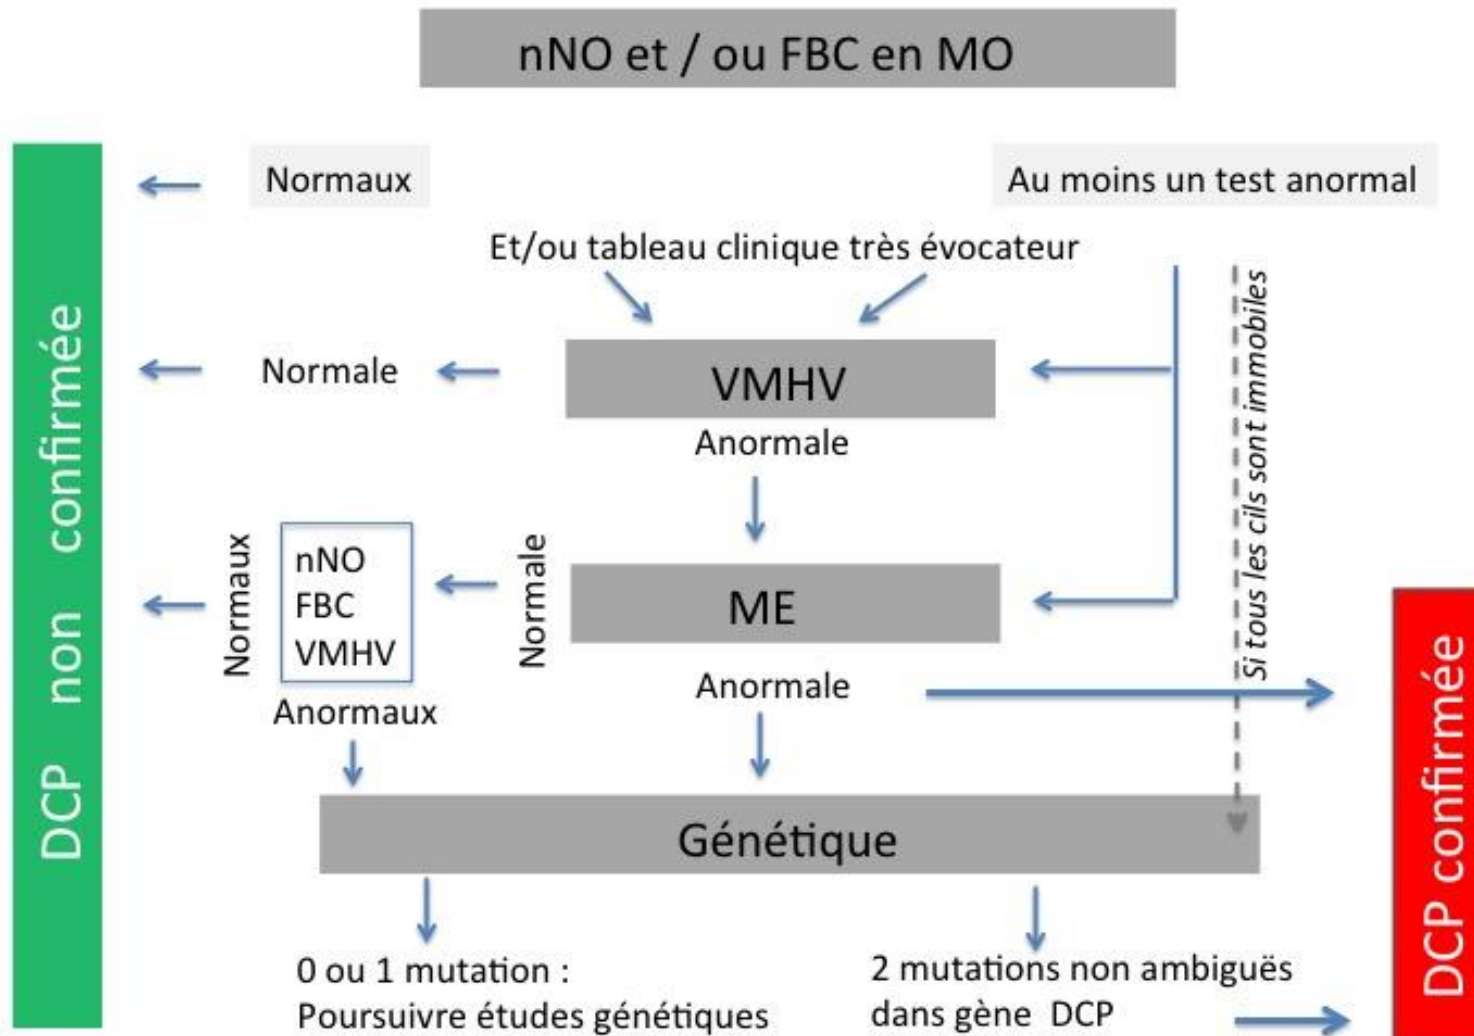 nNO et / ou FBC en MO
Normaux
Au moins un test anormal
Et/ou tableau clinique très évocateur
Si tous les cils sont immobiles
DCP non confirmée
Normale
VMHV
Anormale
Normaux
nNO
FBC
VMHV
Anormaux
Normale
ME
Anormale
DCP confirmée
Génétique
0 ou 1 mutation :
Poursuivre études génétiques
2 mutations non ambiguës
dans gène DCP